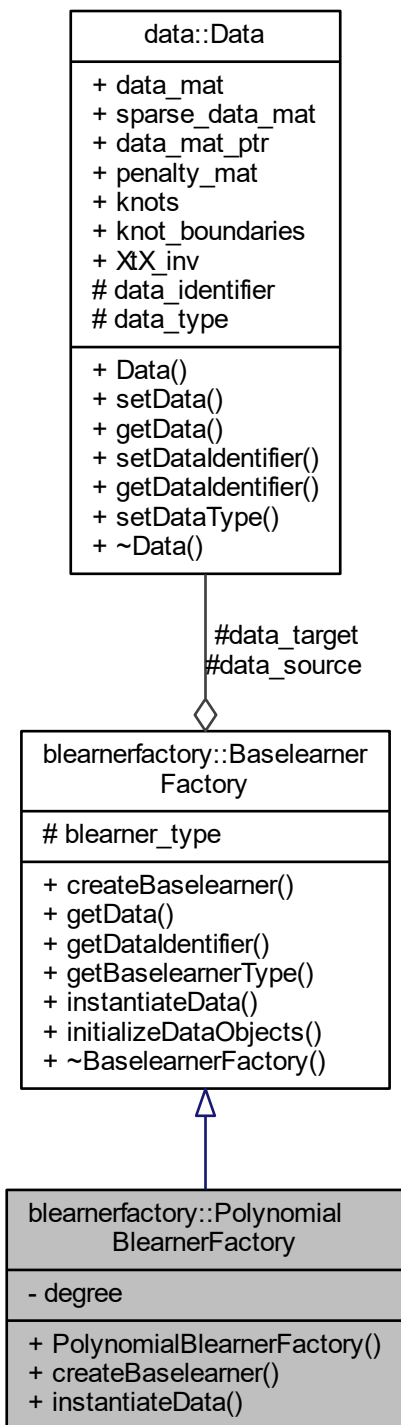 data::Data
+ data_mat
+ sparse_data_mat
+ data_mat_ptr
+ penalty_mat
+ knots
+ knot_boundaries
+ XtX_inv
# data_identifier
# data_type
+ Data()
+ setData()
+ getData()
+ setDataIdentifier()
+ getDataIdentifier()
+ setDataType()
+ ~Data()
#data_target
#data_source
blearnerfactory::Baselearner
Factory
# blearner_type
+ createBaselearner()
+ getData()
+ getDataIdentifier()
+ getBaselearnerType()
+ instantiateData()
+ initializeDataObjects()
+ ~BaselearnerFactory()
blearnerfactory::Polynomial
BlearnerFactory
- degree
+ PolynomialBlearnerFactory()
+ createBaselearner()
+ instantiateData()